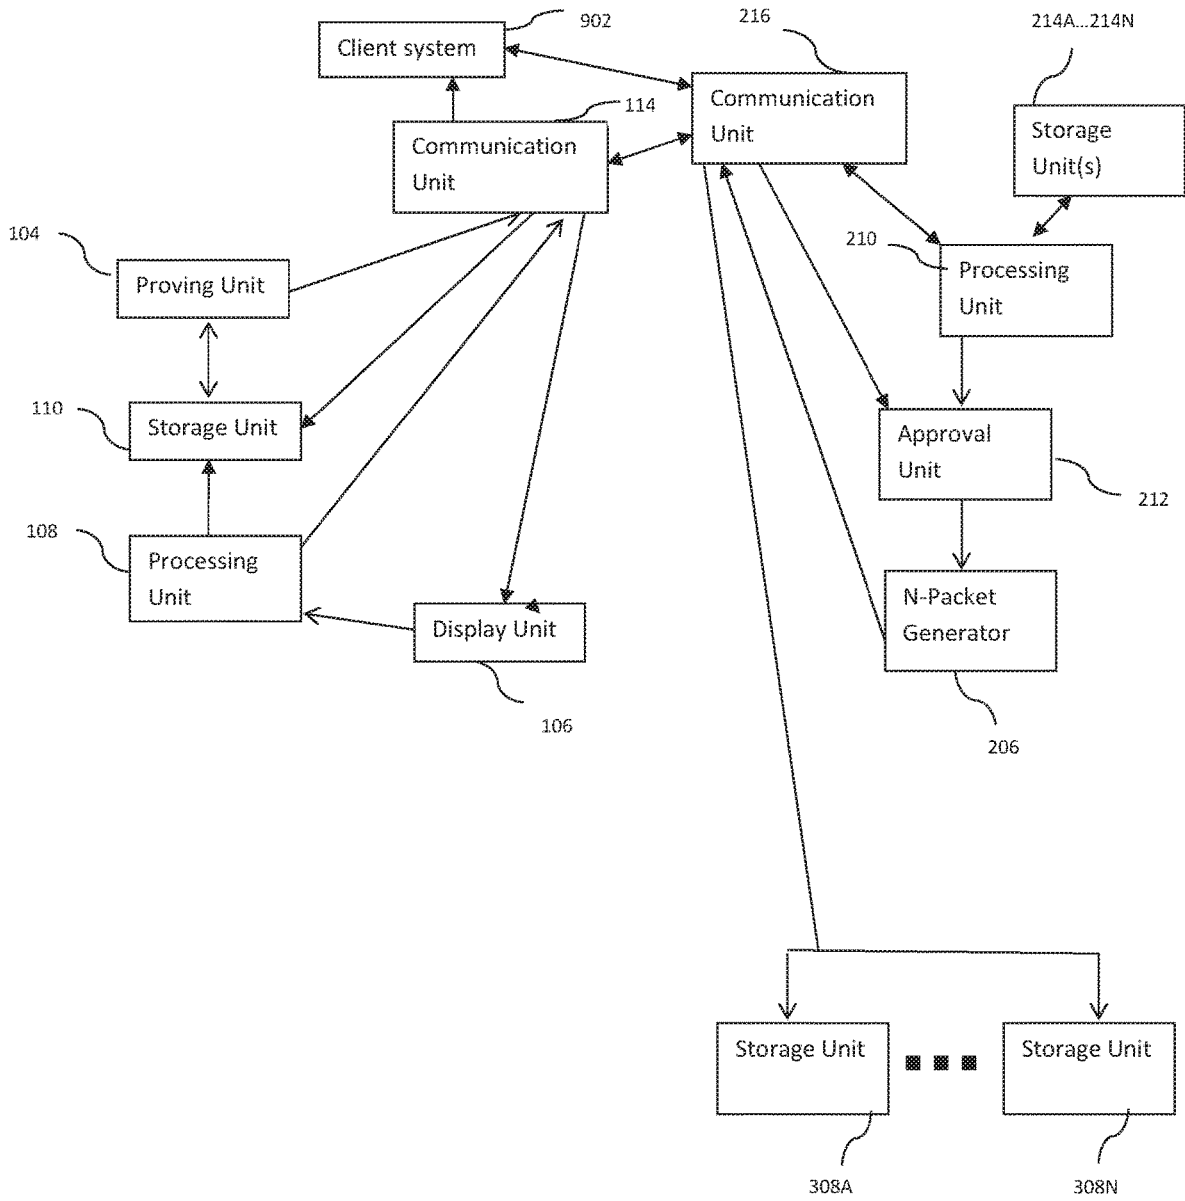 902
216
214A...214N
Client system
114
Communication
Unit
Storage
Unit(s)
Communication
Unit
104
210
Proving Unit
Processing
Unit
110
Storage Unit
Approval
Unit
212
108
Processing
Unit
N-Packet
Generator
Display Unit
106
206
Storage Unit
Storage Unit
308A
308N